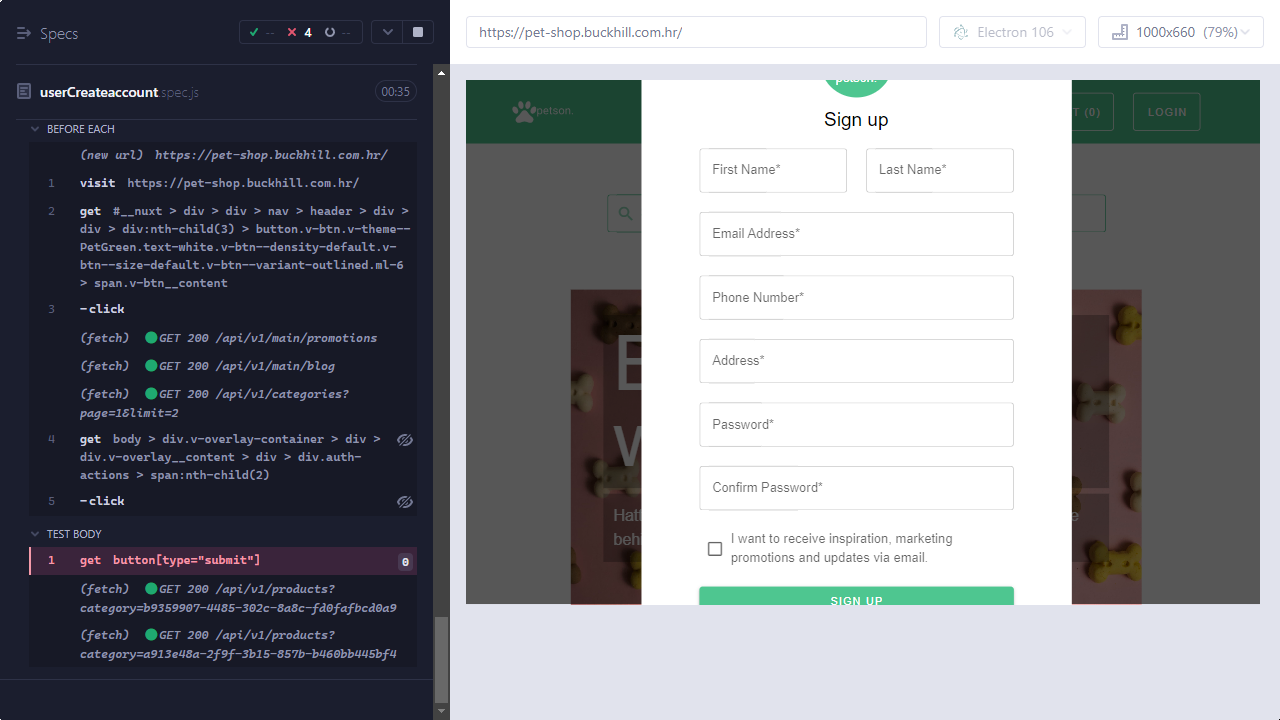 Specs
-- 4 --
userCreateaccount.spec.js 00:35
BEFORE EACH
(new url) https://pet-shop.buckhill.com.hr/
1 visit https://pet-shop.buckhill.com.hr/
2 get #__nuxt > div > div > nav > header > div >
div > div:nth-child(3) > button.v-btn.v-theme--
PetGreen.text-white.v-btn--density-default.v-
btn--size-default.v-btn--variant-outlined.ml-6
> span.v-btn__content
3 -click
(fetch) GET 200 /api/v1/main/promotions
(fetch) GET 200 /api/v1/main/blog
(fetch) GET 200 /api/v1/categories?
page=1&limit=2
4 get body > div.v-overlay-container > div >
div.v-overlay__content > div > div.auth-
actions > span:nth-child(2)
5 -click
TEST BODY
1 get button[type="submit"] 0
(fetch) GET 200 /api/v1/products?
category=b9359907-4485-302c-8a8c-fd0fafbcd0a9
(fetch) GET 200 /api/v1/products?
category=a913e48a-2f9f-3b15-857b-b460bb445bf4
https://pet-shop.buckhill.com.hr/
Electron 106
1000x660 (79%)
petson.
petson.
T (0)
LOGIN
Sign up
First Name*
Last Name*
Email Address*
Phone Number*
Address*
Password*
Confirm Password*
I want to receive inspiration, marketing
promotions and updates via email.
SIGN UP